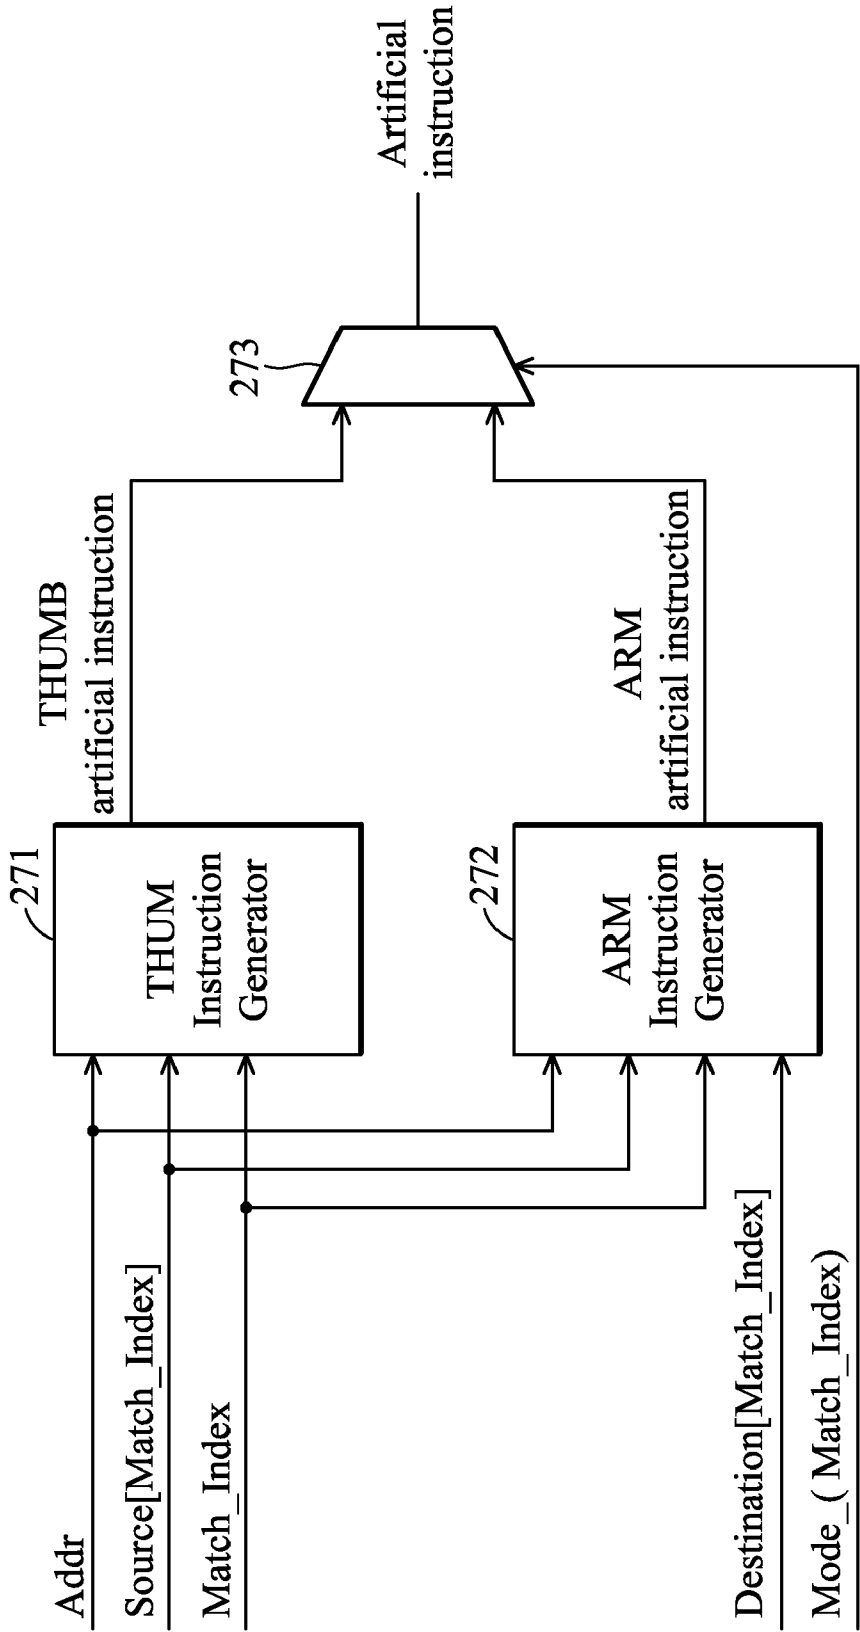 Addr
Source[Match_Index]
Match_Index
Destination[Match_Index]
Mode_( Match_Index)
271
THUM
Instruction
Generator
272
ARM
Instruction
Generator
THUMB
artificial instruction
ARM
artificial instruction
273
Artificial
instruction